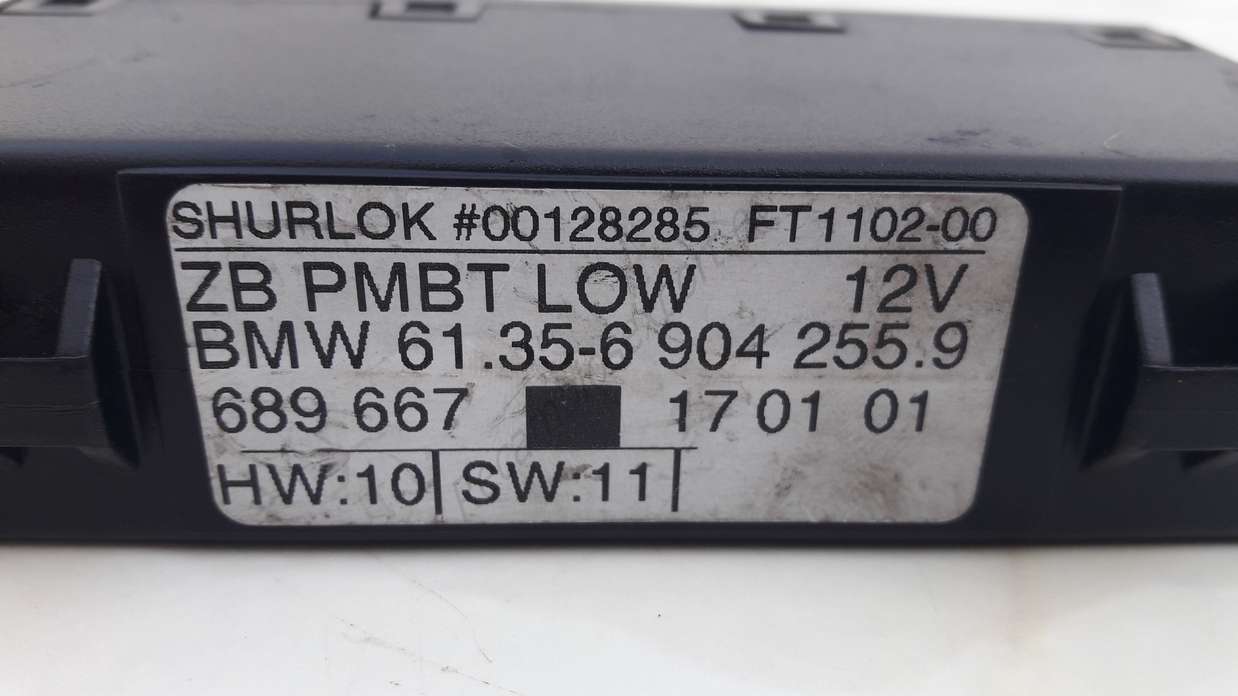 SHURLOK #00128285 FT1102-00
ZB PMBT LOW 12V
BMW 61.35-6 904 255.9
689 667 17 01 01
HW:10 SW:11